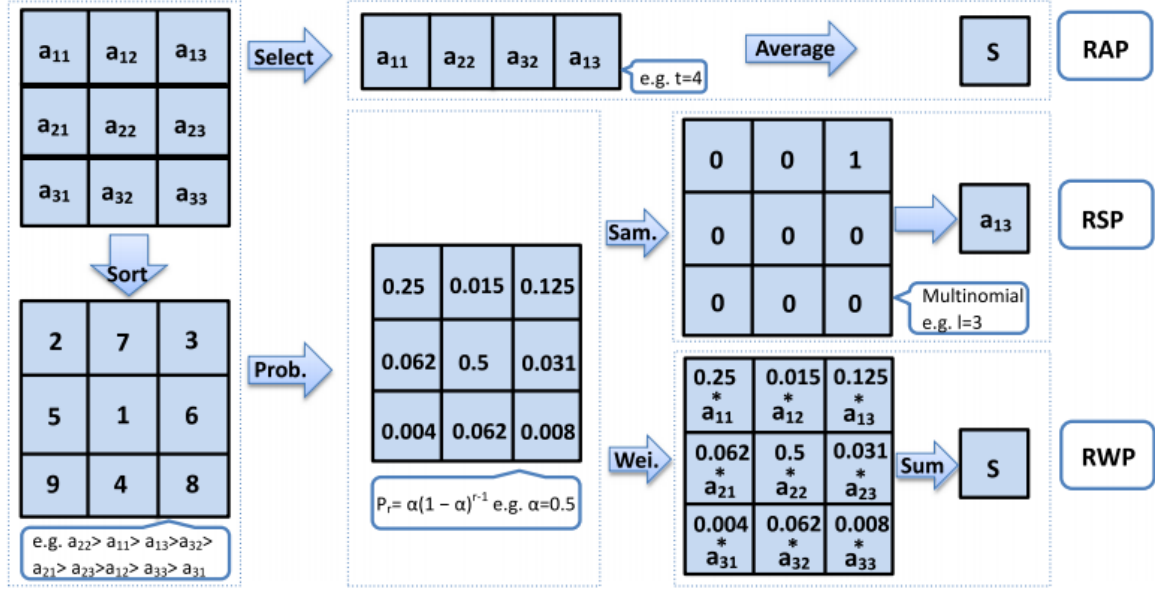 a11 a12 a13
a21 a22 a23
a31 a32 a33
Sort
2 7 3
5 1 6
9 4 8
e.g. a22> a11> a13>a32>
a21> a23>a12> a33> a31
Select
a11 a22 a32 a13
e.g. t=4
Average
S
RAP
Prob.
0.25 0.015 0.125
0.062 0.5 0.031
0.004 0.062 0.008
Pr= α(1 − α)^r-1 e.g. α=0.5
Sam.
0 0 1
0 0 0
0 0 0
Multinomial
e.g. l=3
a13
RSP
Wei.
0.25 0.015 0.125
* * *
a11 a12 a13
0.062 0.5 0.031
* * *
a21 a22 a23
0.004 0.062 0.008
* * *
a31 a32 a33
Sum
S
RWP